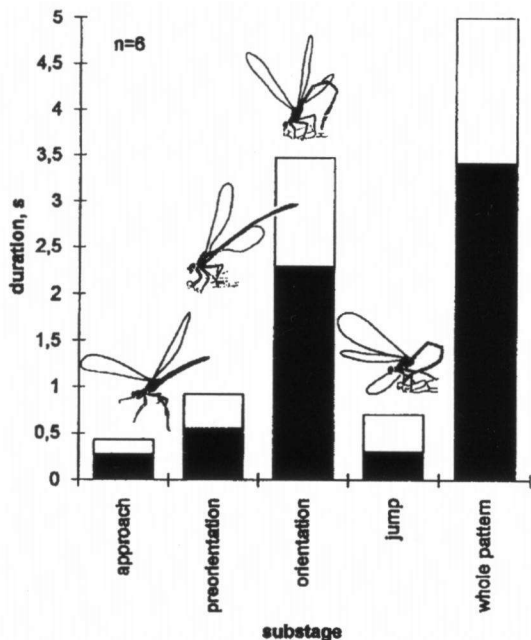 5
n=6
4,5
4
3,5
3
2,5
2
1,5
1
0,5
0
duration, s
approach
preorientation
orientation
jump
whole pattern
substage